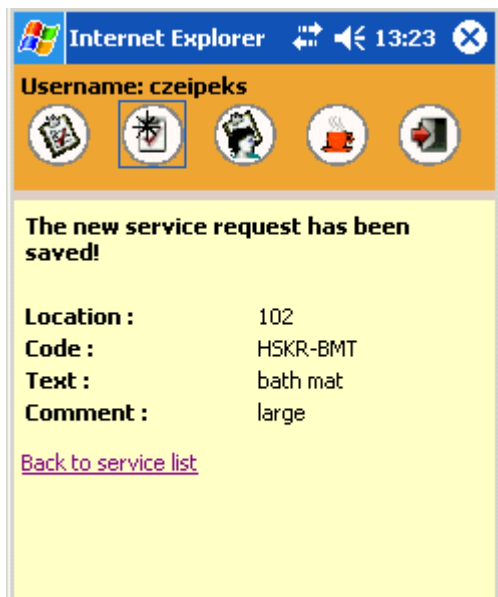 Internet Explorer 13:23
Username: czeipeks
The new service request has been
saved!
Location : 102
Code : HSKR-BMT
Text : bath mat
Comment : large
Back to service list